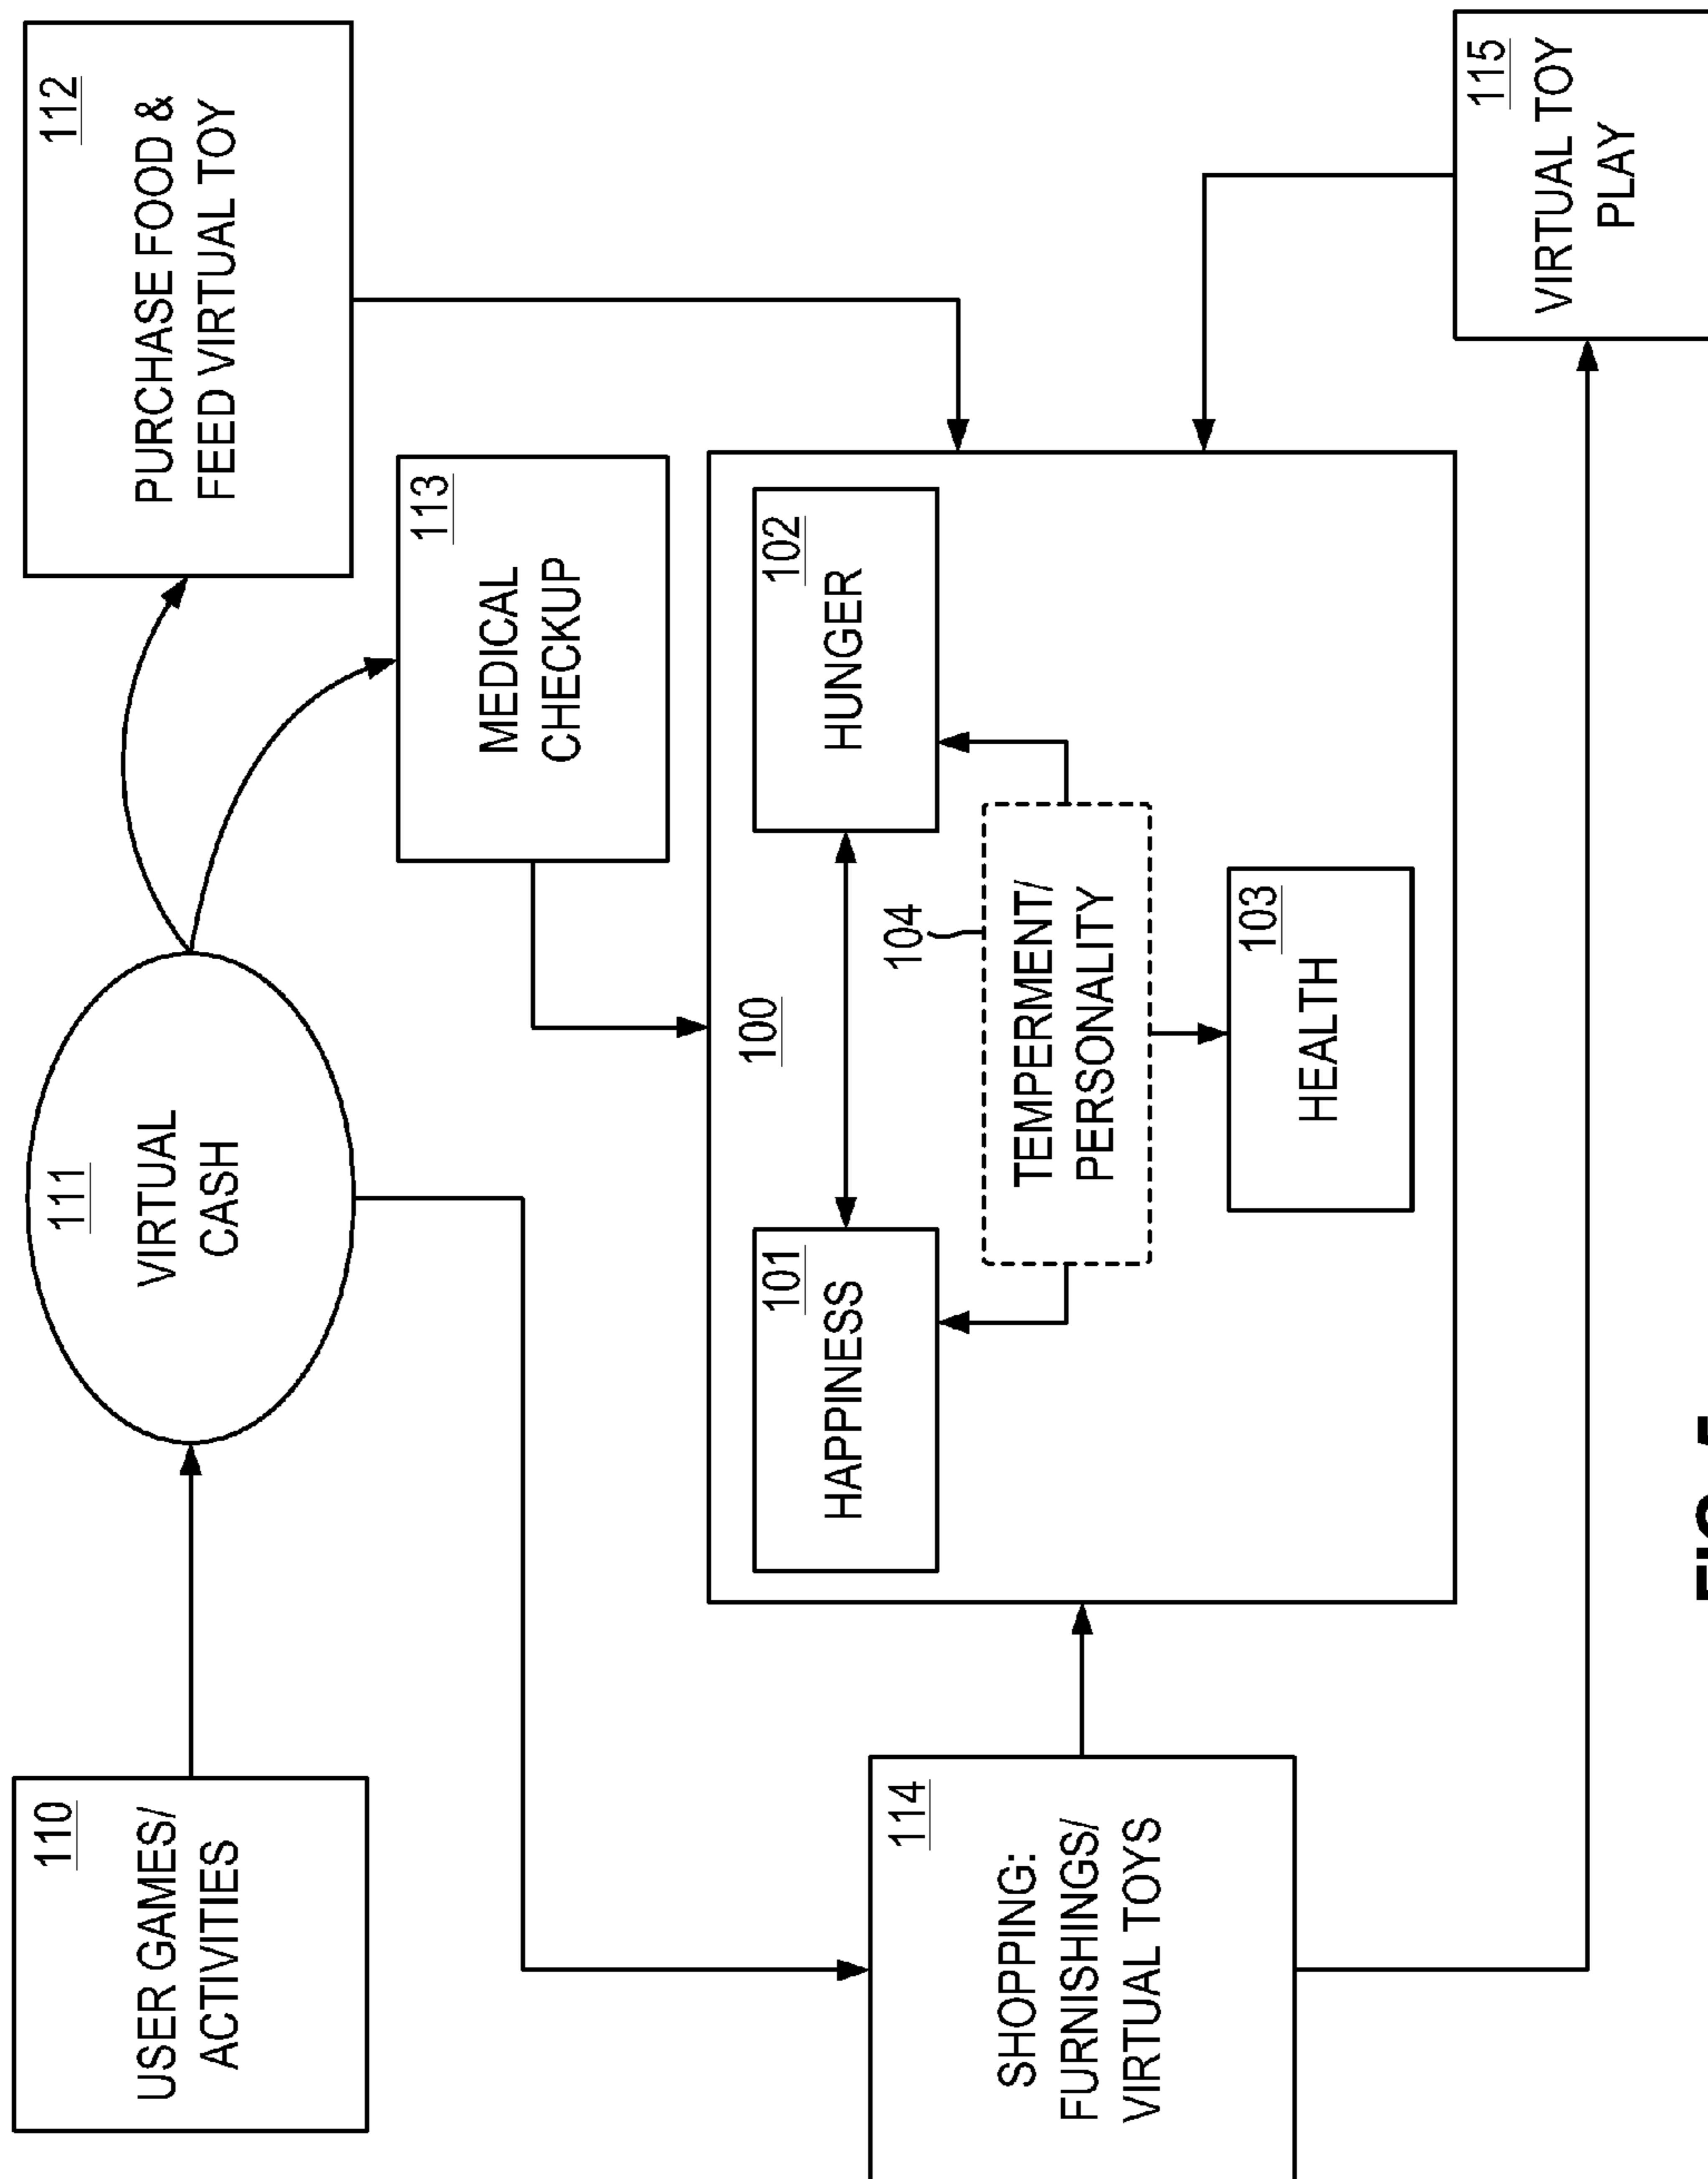 110
USER GAMES/
ACTIVITIES
111
VIRTUAL
CASH
112
PURCHASE FOOD &
FEED VIRTUAL TOY
113
MEDICAL
CHECKUP
100
101
HAPPINESS
102
HUNGER
104
TEMPERMENT/
PERSONALITY
103
HEALTH
114
SHOPPING:
FURNISHINGS/
VIRTUAL TOYS
115
VIRTUAL TOY
PLAY
FIG.